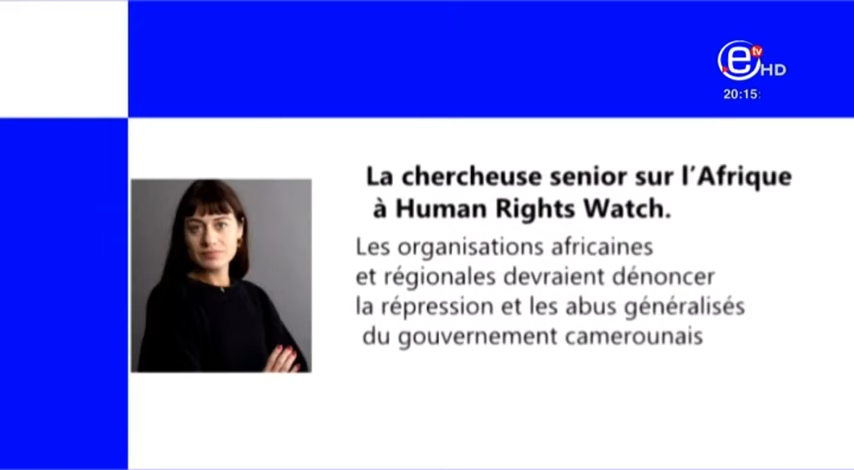 etv HD
20:15:
La chercheuse senior sur l'Afrique
à Human Rights Watch.
Les organisations africaines
et régionales devraient dénoncer
la répression et les abus généralisés
du gouvernement camerounais